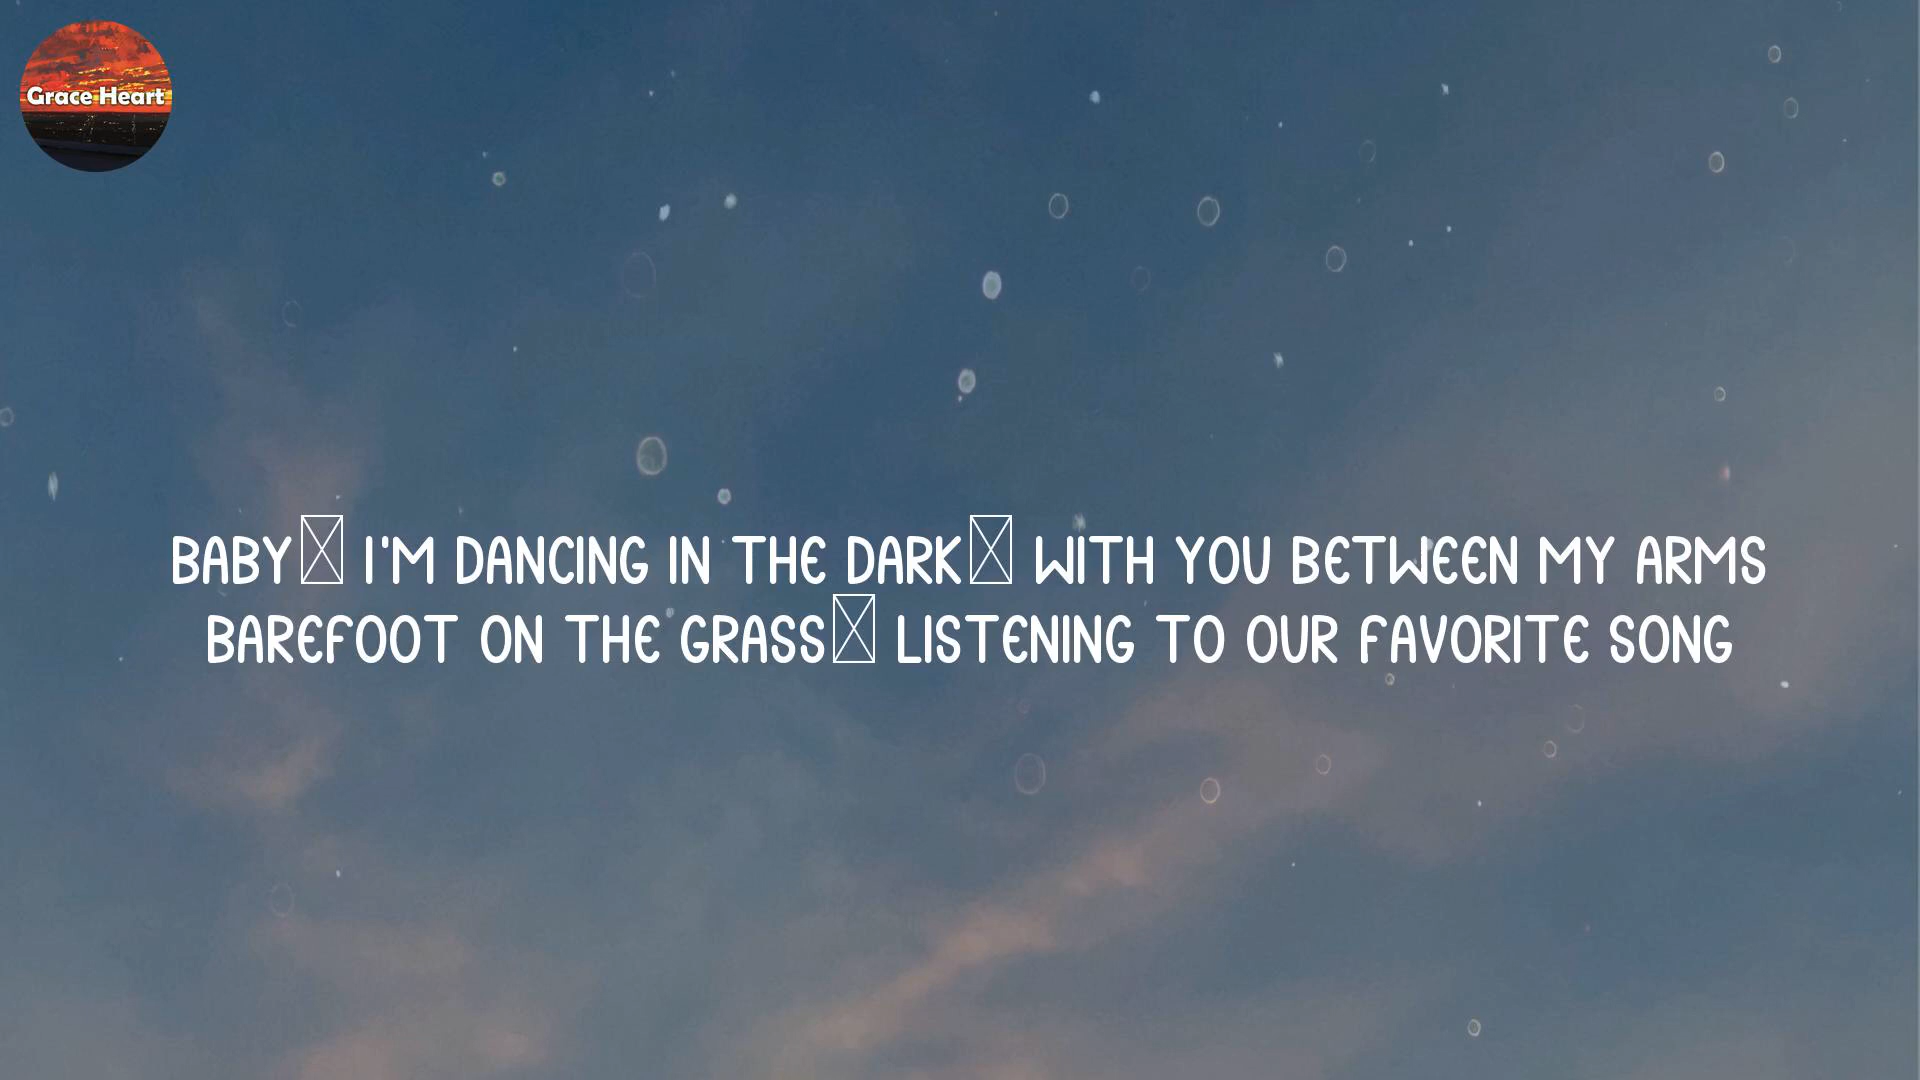 Grace Heart
BABY☒ I'M DANCING IN THE DARK☒ WITH YOU BETWEEN MY ARMS
BAREFOOT ON THE GRASS☒ LISTENING TO OUR FAVORITE SONG